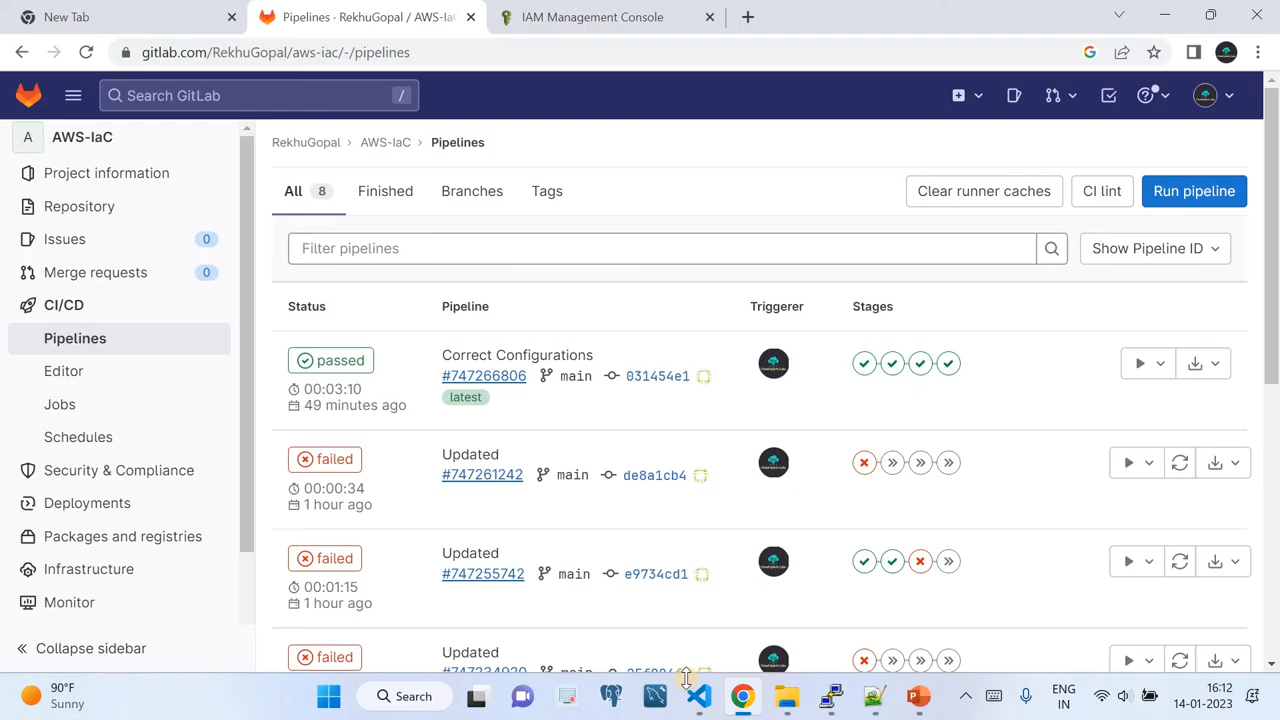 New Tab
Pipelines · RekhuGopal / AWS-Ia
IAM Management Console
gitlab.com/RekhuGopal/aws-iac/-/pipelines
Search GitLab /
A AWS-IaC
Project information
Repository
Issues 0
Merge requests 0
CI/CD
Pipelines
Editor
Jobs
Schedules
Security & Compliance
Deployments
Packages and registries
Infrastructure
Monitor
Collapse sidebar
RekhuGopal › AWS-IaC › Pipelines
All 8 Finished Branches Tags
Clear runner caches CI lint Run pipeline
Filter pipelines Show Pipeline ID
Status Pipeline Triggerer Stages
passed Correct Configurations
#747266806 main 031454e1
00:03:10
49 minutes ago latest
failed Updated
#747261242 main de8a1cb4
00:00:34
1 hour ago
failed Updated
#747255742 main e9734cd1
00:01:15
1 hour ago
failed Updated
main
90°F
Sunny
Search
ENG
IN
16:12
14-01-2023